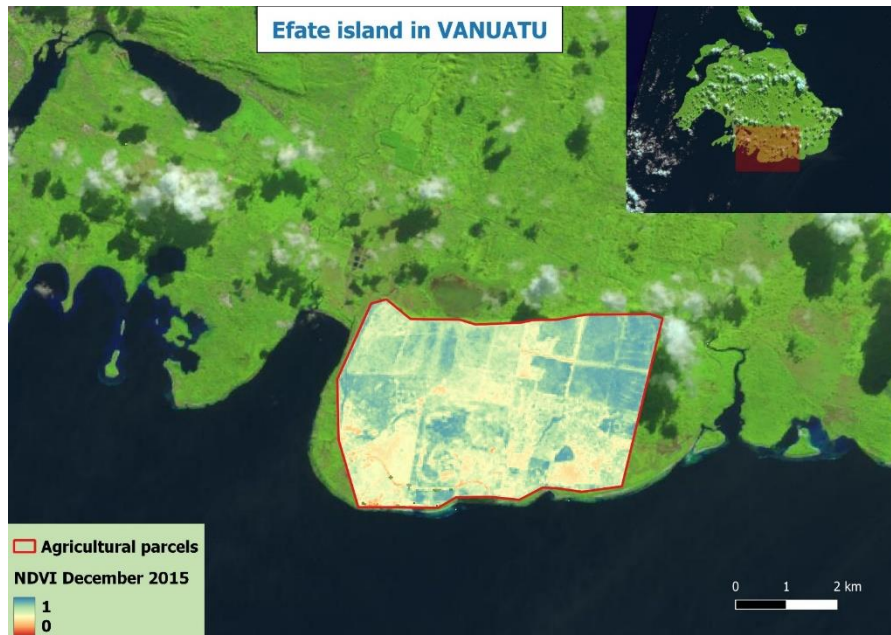 Efate island in VANUATU
Agricultural parcels
NDVI December 2015
1
0
0 1 2 km